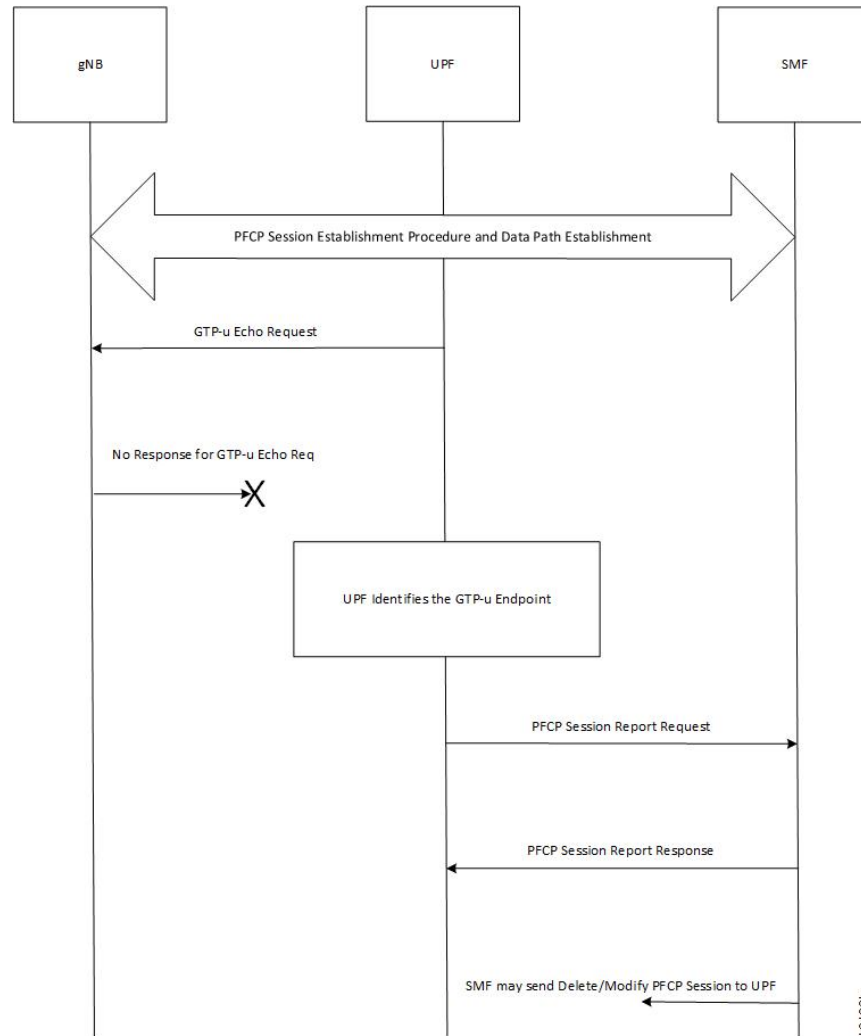 gNB
UPF
SMF
PFCP Session Establishment Procedure and Data Path Establishment
GTP-u Echo Request
No Response for GTP-u Echo Req
X
UPF Identifies the GTP-u Endpoint
PFCP Session Report Request
PFCP Session Report Response
SMF may send Delete/Modify PFCP Session to UPF